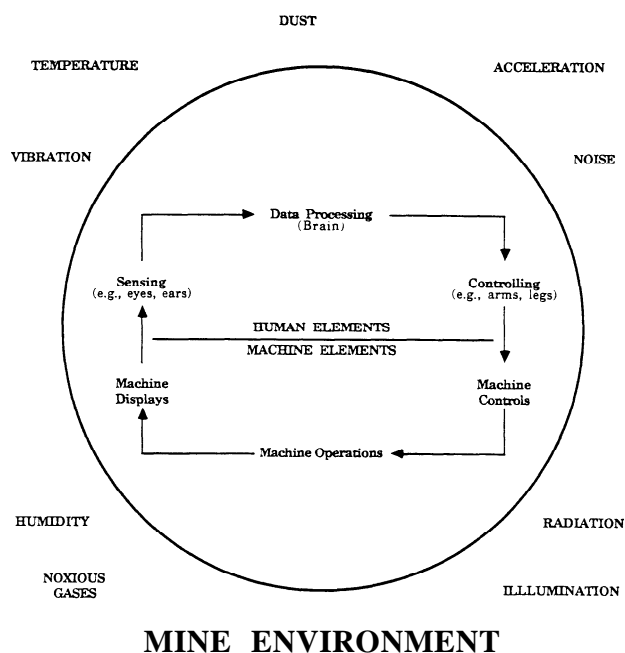 DUST
TEMPERATURE
ACCELERATION
VIBRATION
NOISE
Data Processing
(Brain)
Sensing
(e.g., eyes, ears)
Controlling
(e.g., arms, legs)
HUMAN ELEMENTS
MACHINE ELEMENTS
Machine
Displays
Machine
Controls
Machine Operations
HUMIDITY
RADIATION
NOXIOUS
GASES
ILLLUMINATION
MINE ENVIRONMENT